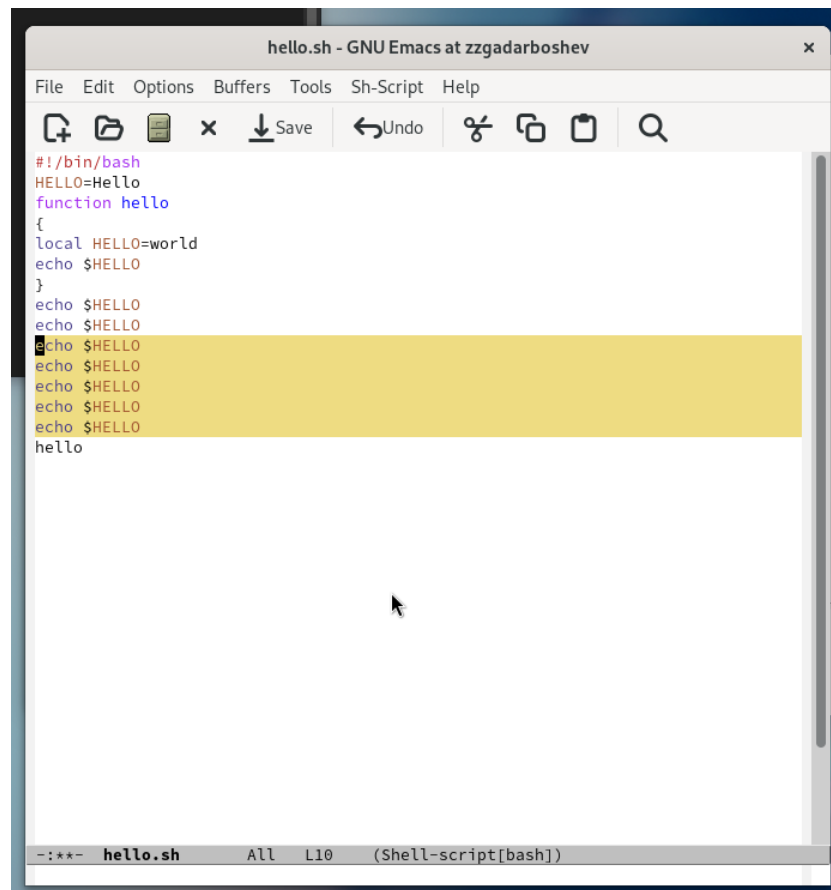 hello.sh - GNU Emacs at zzgadarboshev
File Edit Options Buffers Tools Sh-Script Help
Save Undo
#!/bin/bash
HELLO=Hello
function hello
{
local HELLO=world
echo $HELLO
}
echo $HELLO
echo $HELLO
echo $HELLO
echo $HELLO
echo $HELLO
echo $HELLO
echo $HELLO
hello
-:**- hello.sh All L10 (Shell-script[bash])